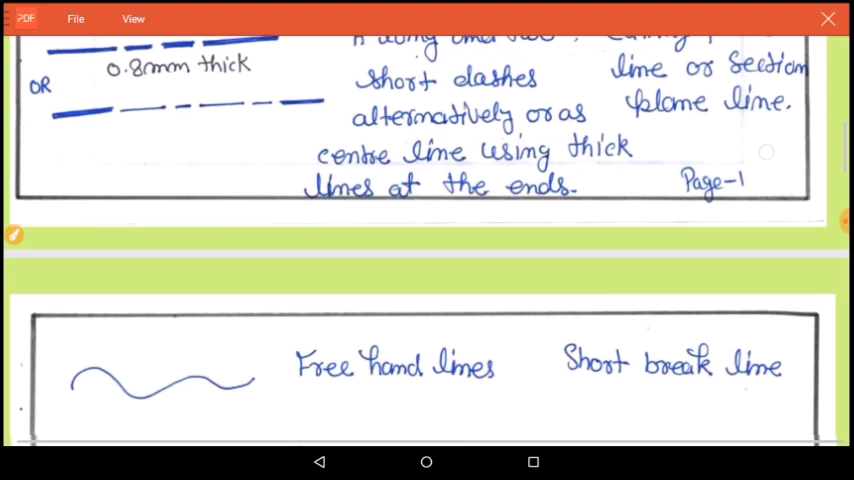 PDF File View
OR
0.8mm thick
short dashes
alternatively or as
centre line using thick
lines at the ends.
line or Section
plane line.
Page-1
Free hand lines
Short break line